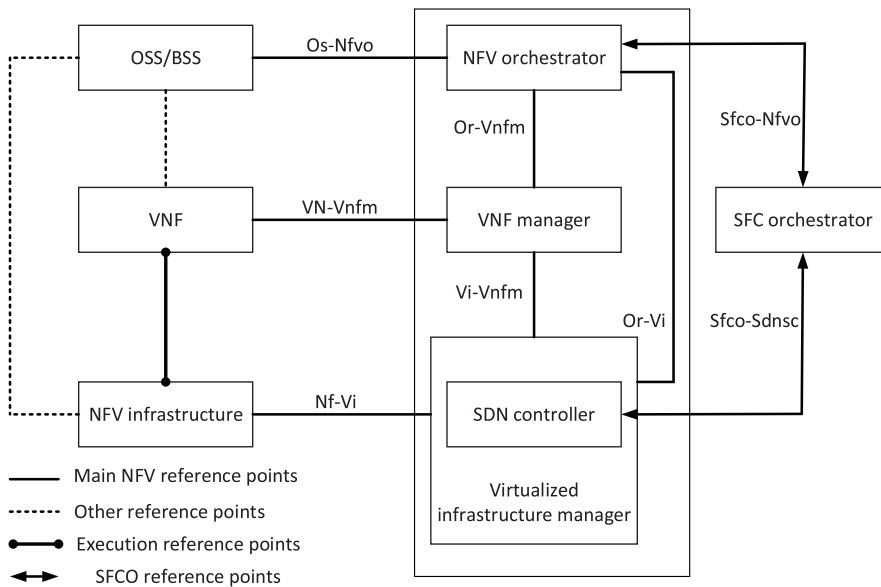 OSS/BSS
Os-Nfvo
NFV orchestrator
Or-Vnfm
Sfco-Nfvo
VNF
VN-Vnfm
VNF manager
SFC orchestrator
Vi-Vnfm
Or-Vi
Sfco-Sdnsc
NFV infrastructure
Nf-Vi
SDN controller
Virtualized
infrastructure manager
Main NFV reference points
Other reference points
Execution reference points
SFCO reference points